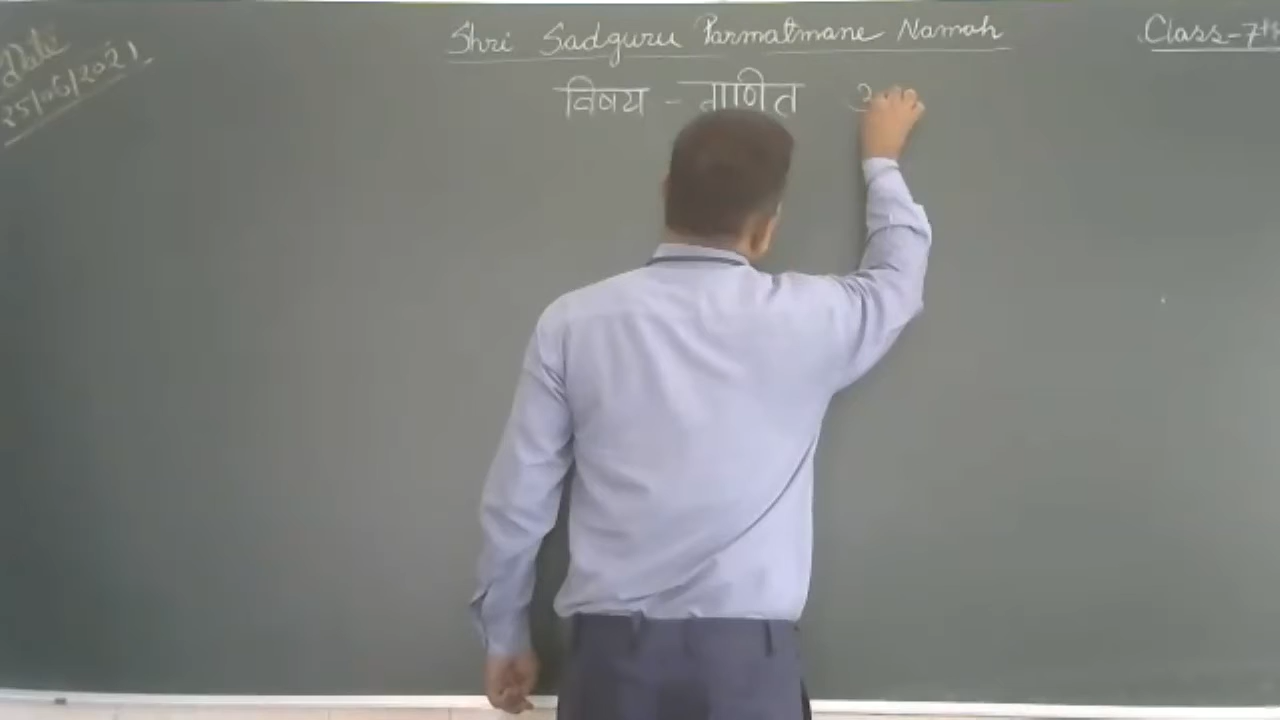 Shri Sadguru Parmatmane Namah
Class-7th
Date
25/06/2021
विषय - गणित